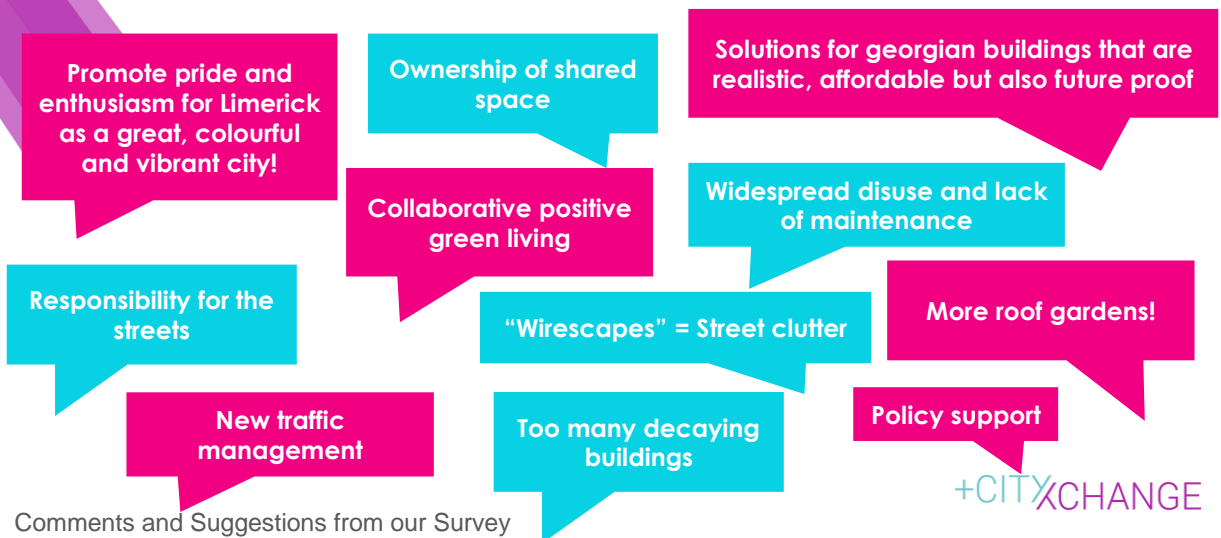 Promote pride and
enthusiasm for Limerick
as a great, colourful
and vibrant city!
Ownership of shared
space
Solutions for georgian buildings that are
realistic, affordable but also future proof
Collaborative positive
green living
Widespread disuse and lack
of maintenance
Responsibility for the
streets
“Wirescapes” = Street clutter
More roof gardens!
New traffic
management
Too many decaying
buildings
Policy support
+CITYXCHANGE
Comments and Suggestions from our Survey